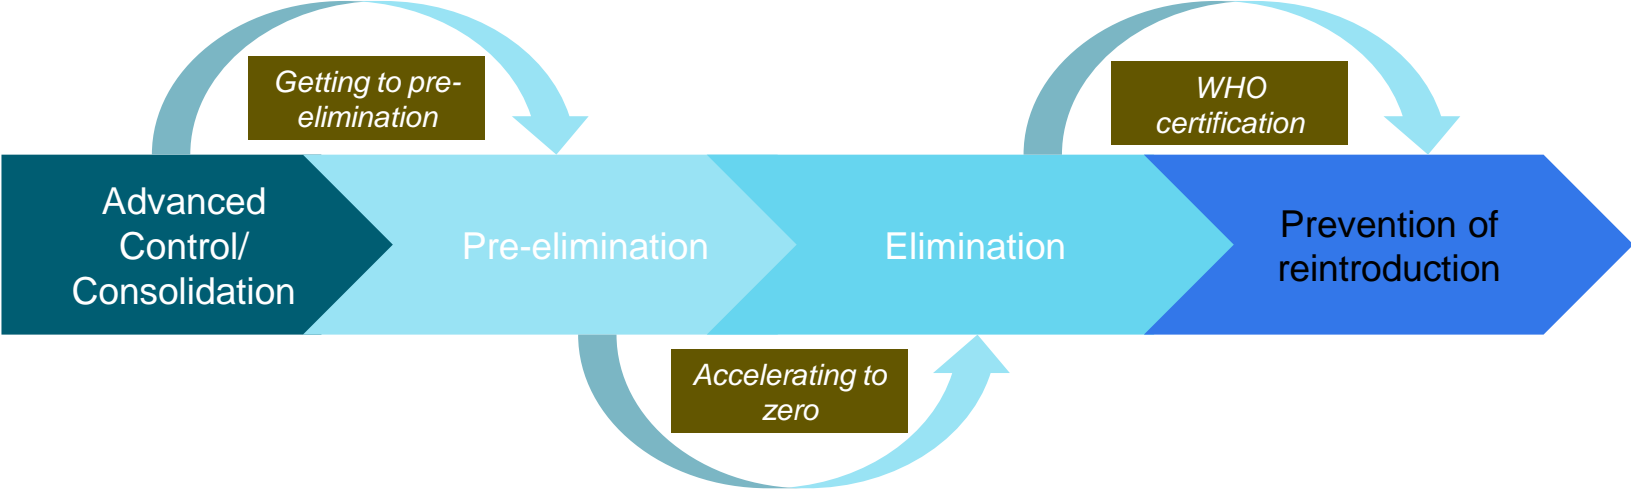 Getting to pre-
elimination
WHO
certification
Advanced
Control/
Consolidation
Pre-elimination
Elimination
Prevention of
reintroduction
Accelerating to
zero